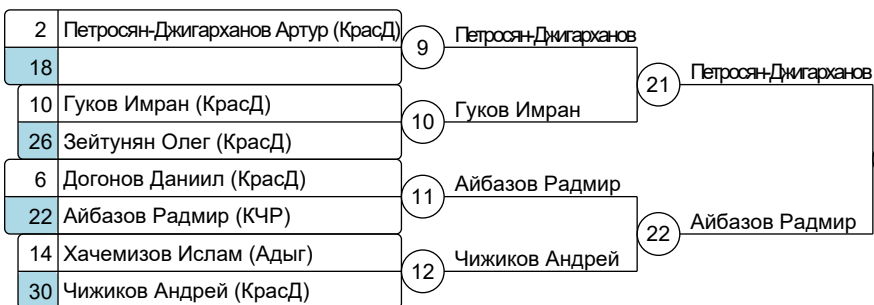 2 Петросян-Джигарханов Артур (КрасД)
18
10 Гуков Имран (КрасД)
26 Зейтунян Олег (КрасД)
6 Догонов Даниил (КрасД)
22 Айбазов Радмир (КЧР)
14 Хачемизов Ислам (Адыг)
30 Чижиков Андрей (КрасД)
9 Петросян-Джигарханов
10 Гуков Имран
11 Айбазов Радмир
12 Чижиков Андрей
21 Петросян-Джигарханов
22 Айбазов Радмир